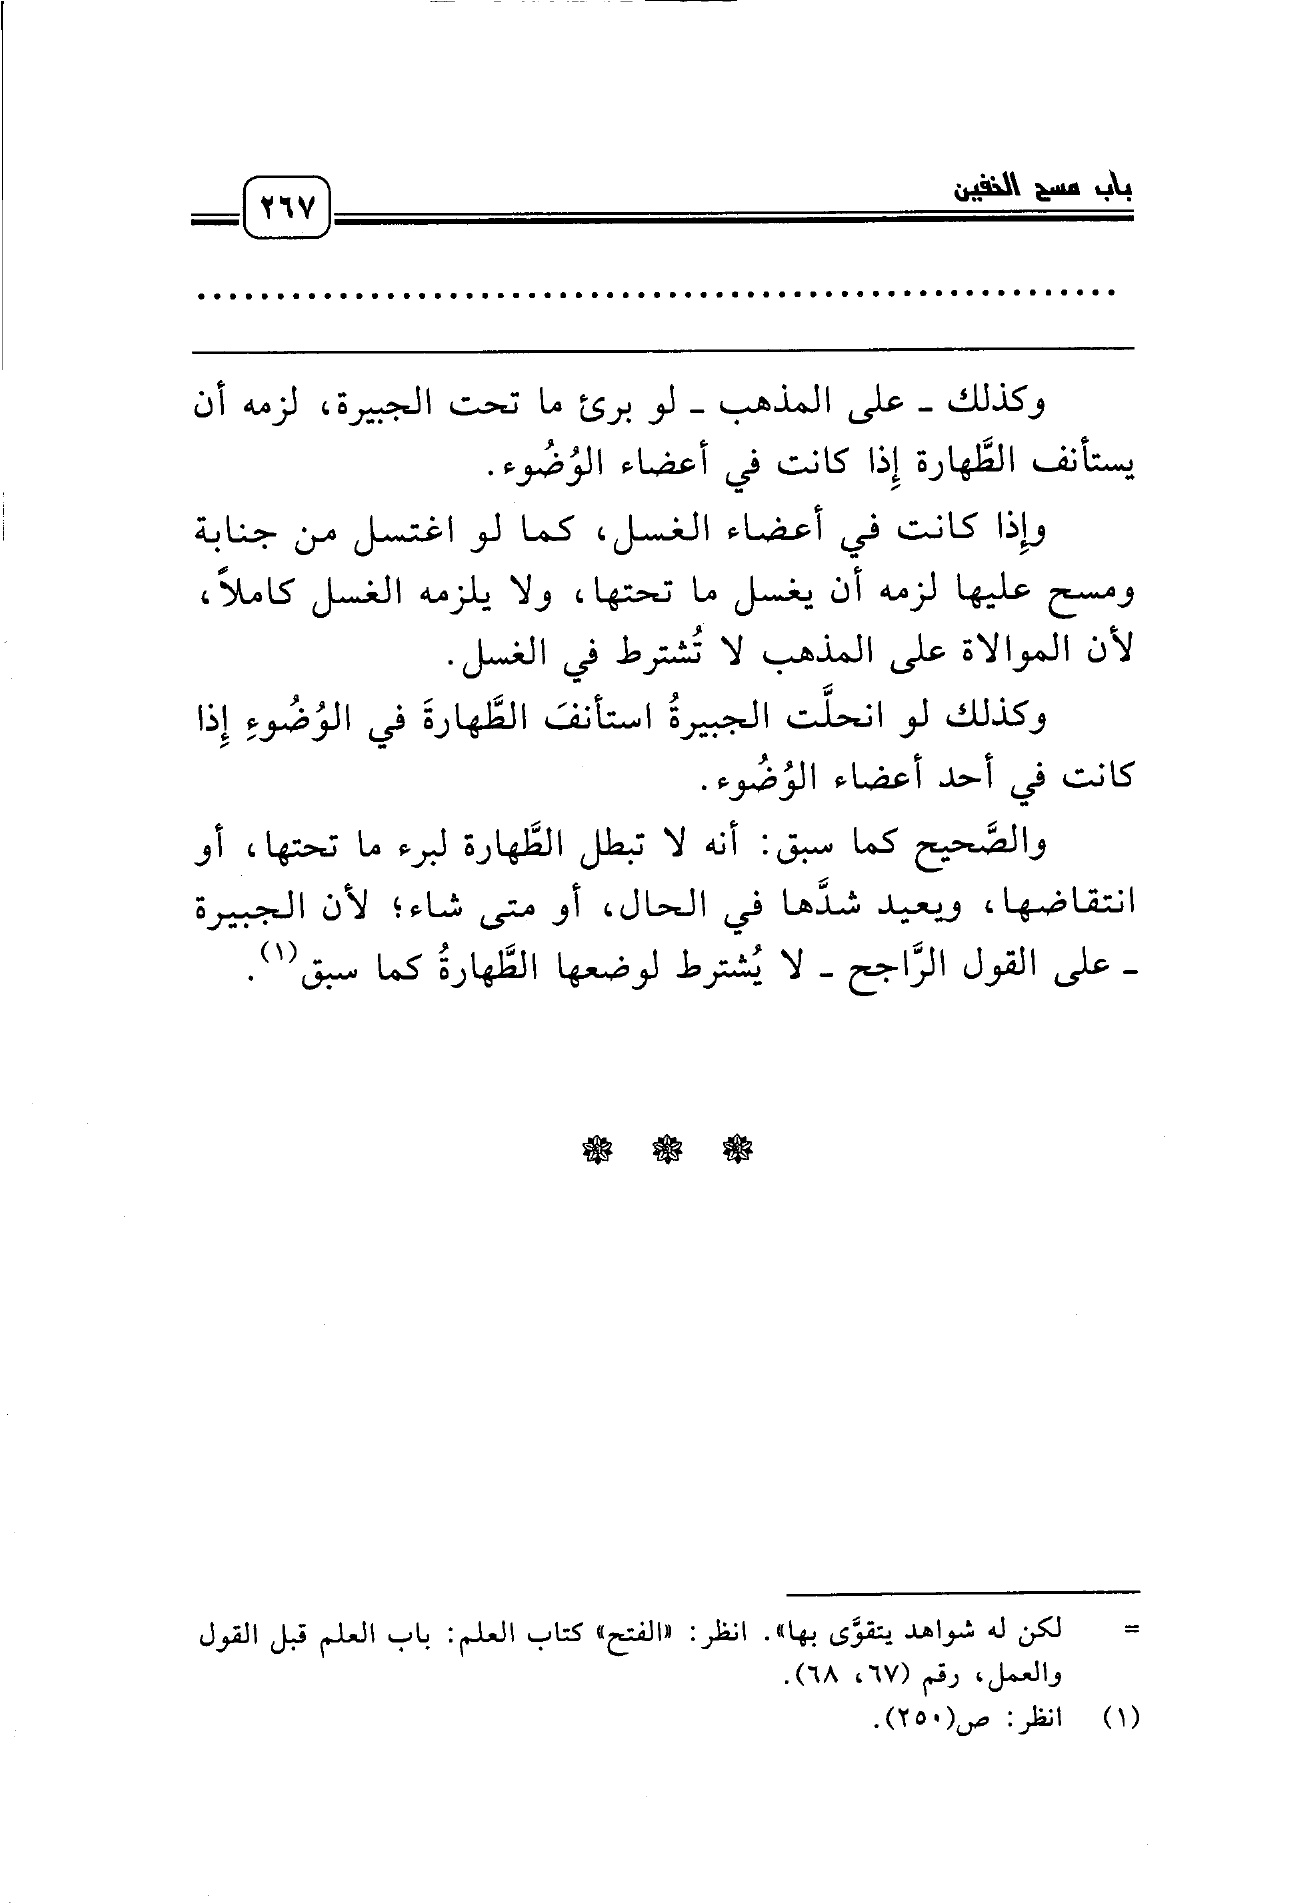 باب مسح الخفين
٢٦٧
................................................................
وكذلك ـ على المذهب ـ لو برئ ما تحت الجبيرة، لزمه أن
يستأنف الطَّهارة إِذا كانت في أعضاء الوُضُوء.
وإِذا كانت في أعضاء الغسل، كما لو اغتسل من جنابة
ومسح عليها لزمه أن يغسل ما تحتها، ولا يلزمه الغسل كاملاً،
لأن الموالاة على المذهب لا تُشترط في الغسل.
وكذلك لو انحلَّت الجبيرةُ استأنفَ الطَّهارةَ في الوُضُوءِ إِذا
كانت في أحد أعضاء الوُضُوء.
والصَّحيح كما سبق: أنه لا تبطل الطَّهارة لبرء ما تحتها، أو
انتقاضها، ويعيد شدَّها في الحال، أو متى شاء؛ لأن الجبيرة
ـ على القول الرَّاجح ـ لا يُشترط لوضعها الطَّهارةُ كما سبق(١).
= لكن له شواهد يتقوَّى بها». انظر: «الفتح» كتاب العلم: باب العلم قبل القول
والعمل، رقم (٦٧، ٦٨).
(١) انظر: ص(٢٥٠).